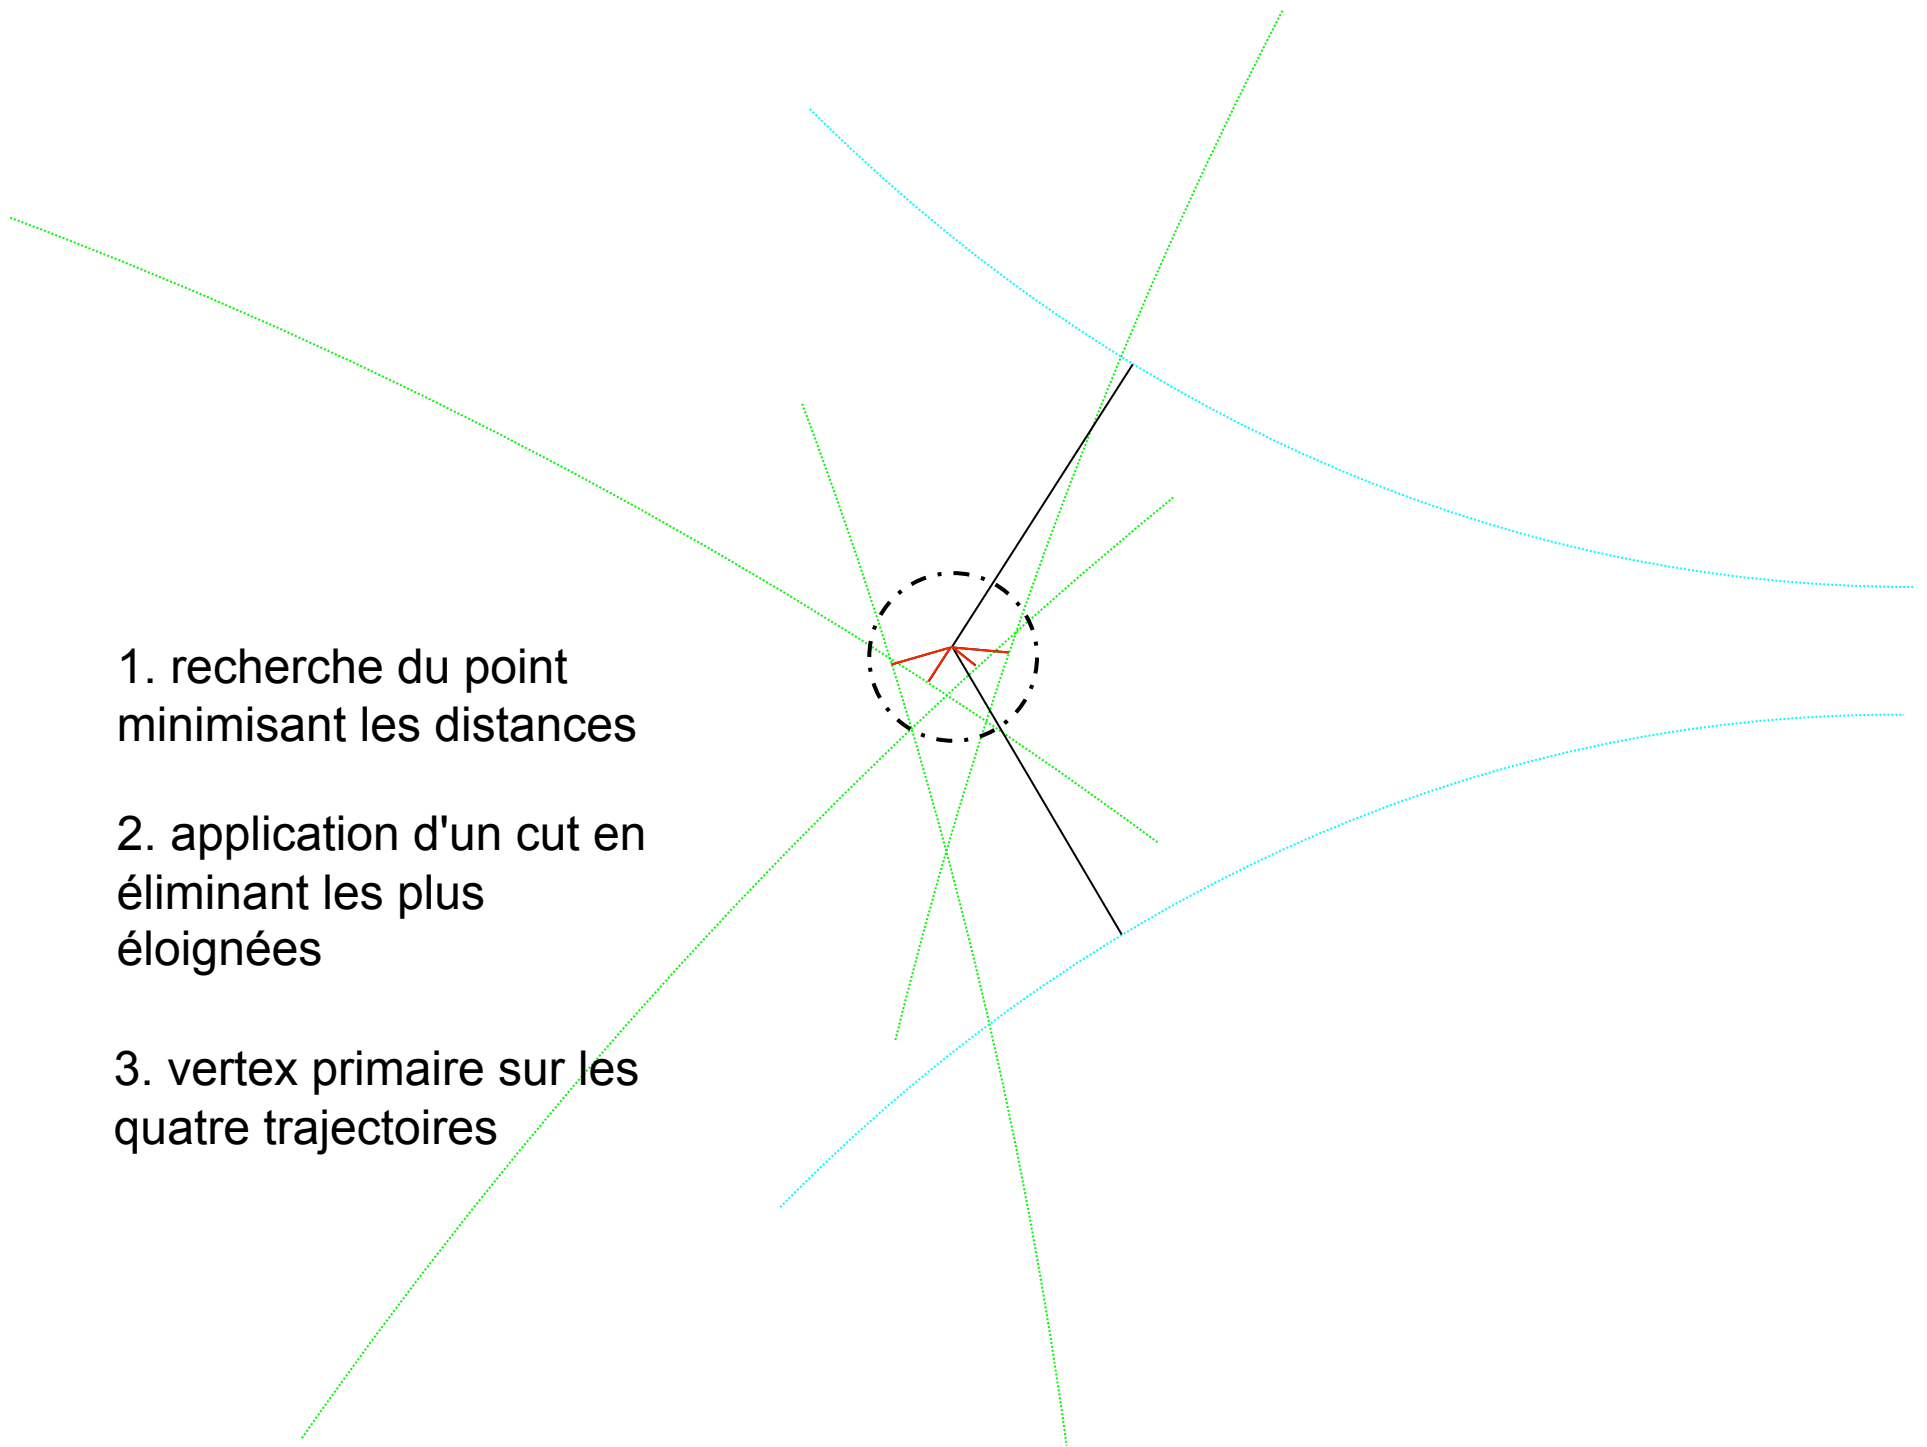 1. recherche du point
minimisant les distances
2. application d'un cut en
éliminant les plus
éloignées
3. vertex primaire sur les
quatre trajectoires